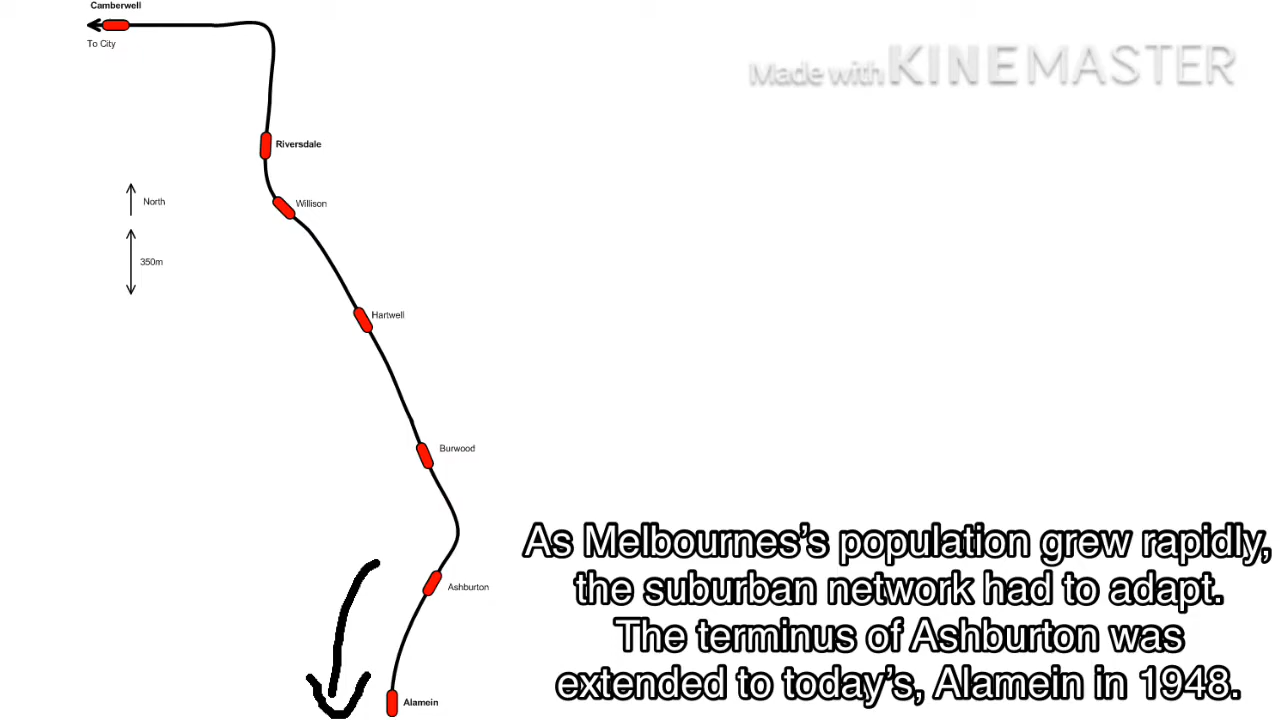 Camberwell
To City
Made with KINEMASTER
Riversdale
North
Willison
350m
Hartwell
Burwood
Ashburton
Alamein
As Melbournes's population grew rapidly,
the suburban network had to adapt.
The terminus of Ashburton was
extended to today's, Alamein in 1948.